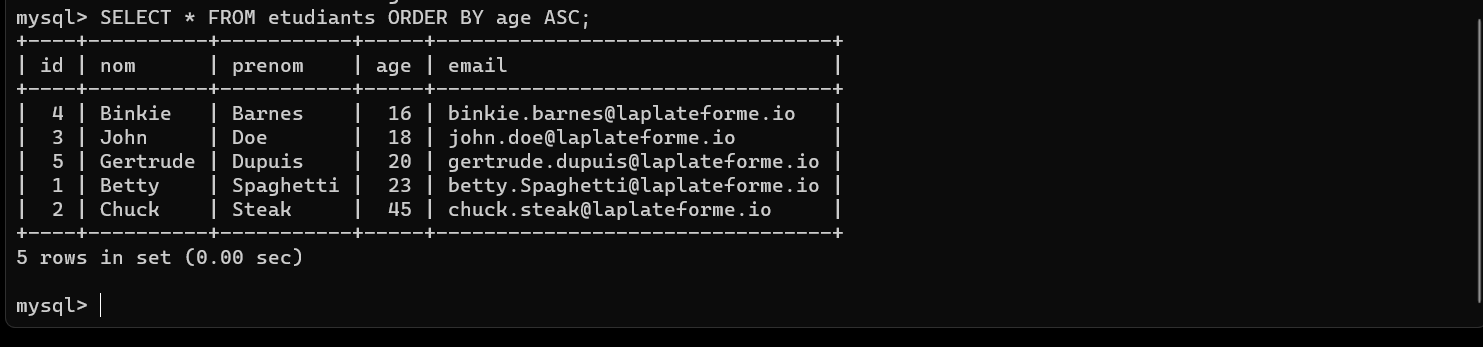 mysql> SELECT * FROM etudiants ORDER BY age ASC;
+----+----------+-----------+-----+---------------------------------+
| id | nom      | prenom    | age | email                           |
+----+----------+-----------+-----+---------------------------------+
|  4 | Binkie   | Barnes    |  16 | binkie.barnes@laplateforme.io   |
|  3 | John     | Doe       |  18 | john.doe@laplateforme.io        |
|  5 | Gertrude | Dupuis    |  20 | gertrude.dupuis@laplateforme.io |
|  1 | Betty    | Spaghetti |  23 | betty.Spaghetti@laplateforme.io |
|  2 | Chuck    | Steak     |  45 | chuck.steak@laplateforme.io     |
+----+----------+-----------+-----+---------------------------------+
5 rows in set (0.00 sec)
mysql>